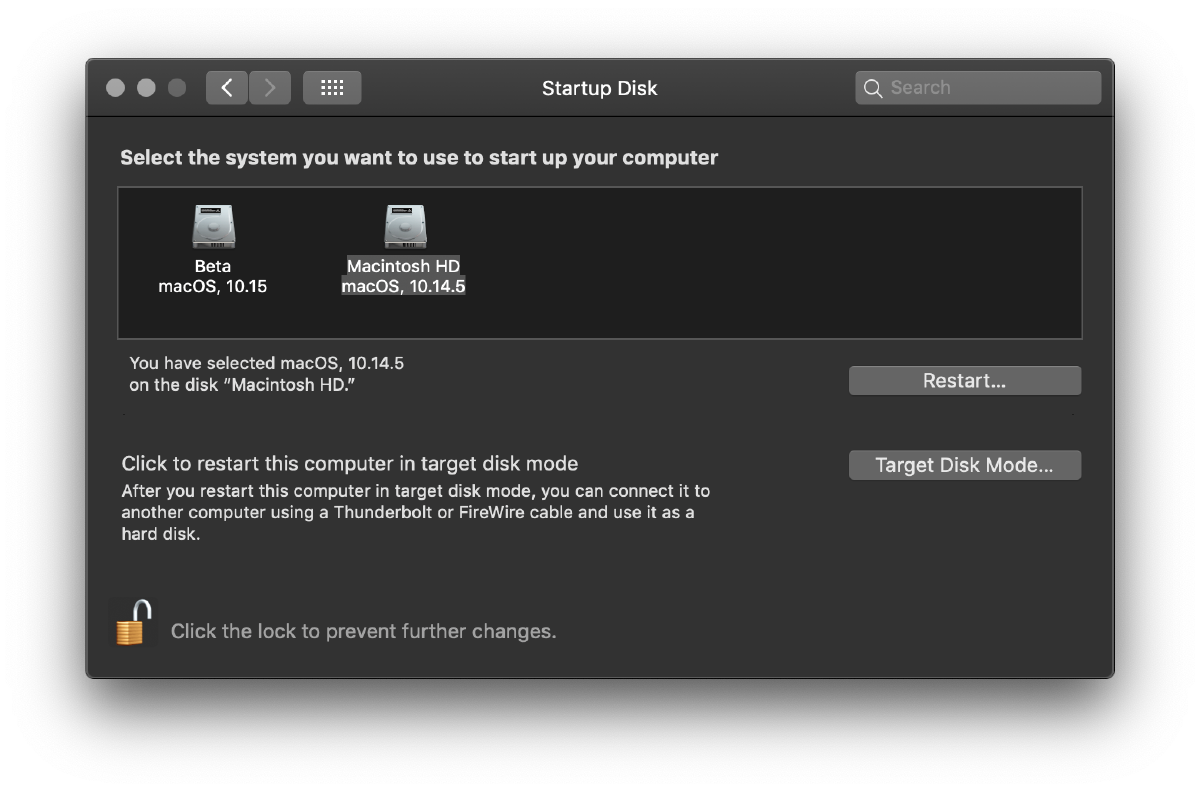 Startup Disk
Search
Select the system you want to use to start up your computer
Beta
macOS, 10.15
Macintosh HD
macOS, 10.14.5
You have selected macOS, 10.14.5
on the disk “Macintosh HD.”
Restart...
Click to restart this computer in target disk mode
Target Disk Mode...
After you restart this computer in target disk mode, you can connect it to
another computer using a Thunderbolt or FireWire cable and use it as a
hard disk.
Click the lock to prevent further changes.